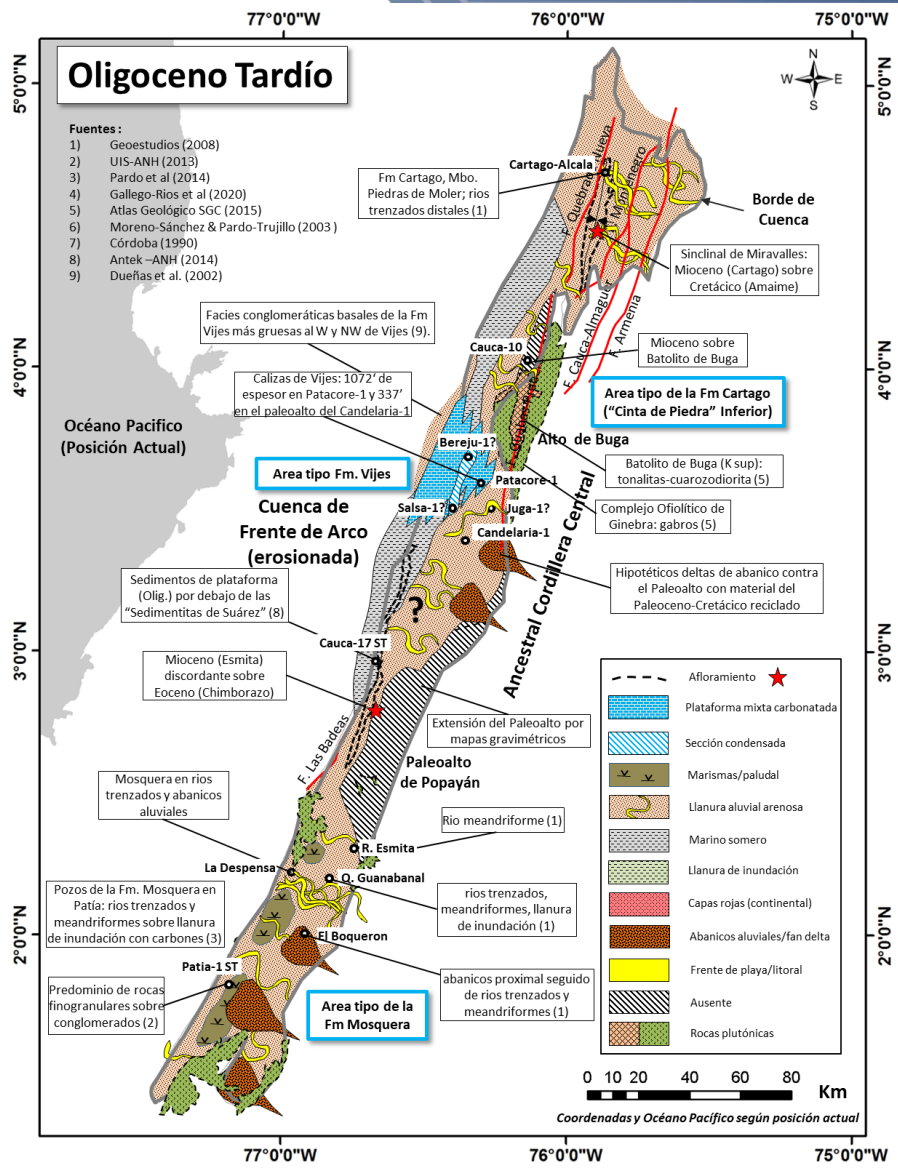 77°0'0"W
76°0'0"W
75°0'0"W
5°0'0"N
4°0'0"N
3°0'0"N
2°0'0"N
Oligoceno Tardío
Fuentes :
1) Geoestudios (2008)
2) UIS-ANH (2013)
3) Pardo et al (2014)
4) Gallego-Rios et al (2020)
5) Atlas Geológico SGC (2015)
6) Moreno-Sánchez & Pardo-Trujillo (2003 )
7) Córdoba (1990)
8) Antek –ANH (2014)
9) Dueñas et al. (2002)
N
W
E
S
Cartago-Alcala
Fm Cartago, Mbo.
Piedras de Moler; rios
trenzados distales (1)
F. Quebrada Nueva
Montenegro
Borde de
Cuenca
Sinclinal de Miravalles:
Mioceno (Cartago) sobre
Cretácico (Amaime)
F. Cauca-Almaguer
F. Armenia
Facies conglomeráticas basales de la Fm
Vijes más gruesas al W y NW de Vijes (9).
Cauca-10
Mioceno sobre
Batolito de Buga
Calizas de Vijes: 1072' de
espesor en Patacore-1 y 337'
en el paleoalto del Candelaria-1
Area tipo de la Fm Cartago
("Cinta de Piedra" Inferior)
Océano Pacifico
(Posición Actual)
Alto de Buga
Bereju-1?
Batolito de Buga (K sup):
tonalitas-cuarozodiorita (5)
Area tipo Fm. Vijes
Patacore-1
Cuenca de
Frente de Arco
(erosionada)
Salsa-1?
Juga-1?
Complejo Ofiolítico de
Ginebra: gabros (5)
Candelaria-1
Ancestral Cordillera Central
Hipotéticos deltas de abanico contra
el Paleoalto con material del
Paleoceno-Cretácico reciclado
Sedimentos de plataforma
(Olig.) por debajo de las
"Sedimentitas de Suárez" (8)
?
Cauca-17 ST
Mioceno (Esmita)
discordante sobre
Eoceno (Chimborazo)
Extensión del Paleoalto por
mapas gravimétricos
F. Las Badeas
Paleoalto
de Popayán
Mosquera en rios
trenzados y abanicos
aluviales
Rio meandriforme (1)
R. Esmita
La Despensa
Q. Guanabanal
Pozos de la Fm. Mosquera en
Patía: rios trenzados y
meandriformes sobre llanura
de inundación con carbones (3)
rios trenzados,
meandriformes, llanura
de inundación (1)
El Boqueron
Patia-1 ST
Predominio de rocas
finogranulares sobre
conglomerados (2)
abanicos proximal seguido
de rios trenzados y
meandriformes (1)
Area tipo de la
Fm Mosquera
Afloramiento
Plataforma mixta carbonatada
Sección condensada
Marismas/paludal
Llanura aluvial arenosa
Marino somero
Llanura de inundación
Capas rojas (continental)
Abanicos aluviales/fan delta
Frente de playa/litoral
Ausente
Rocas plutónicas
0 5 10 20 40 60 80
Km
Coordenadas y Océano Pacífico según posición actual
77°0'0"W
76°0'0"W
75°0'0"W
5°0'0"N
4°0'0"N
3°0'0"N
2°0'0"N